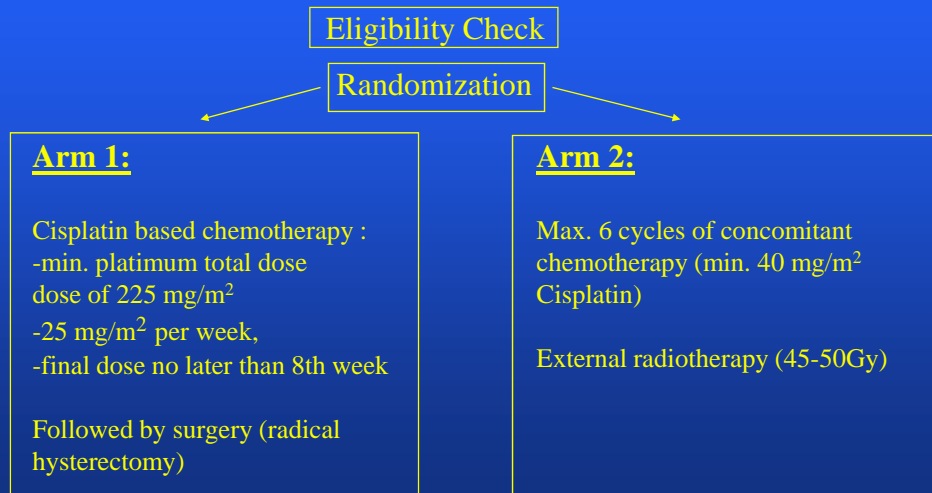 Eligibility Check
Randomization
Arm 1:
Cisplatin based chemotherapy :
-min. platimum total dose
dose of 225 mg/m²
-25 mg/m² per week,
-final dose no later than 8th week
Followed by surgery (radical
hysterectomy)
Arm 2:
Max. 6 cycles of concomitant
chemotherapy (min. 40 mg/m²
Cisplatin)
External radiotherapy (45-50Gy)